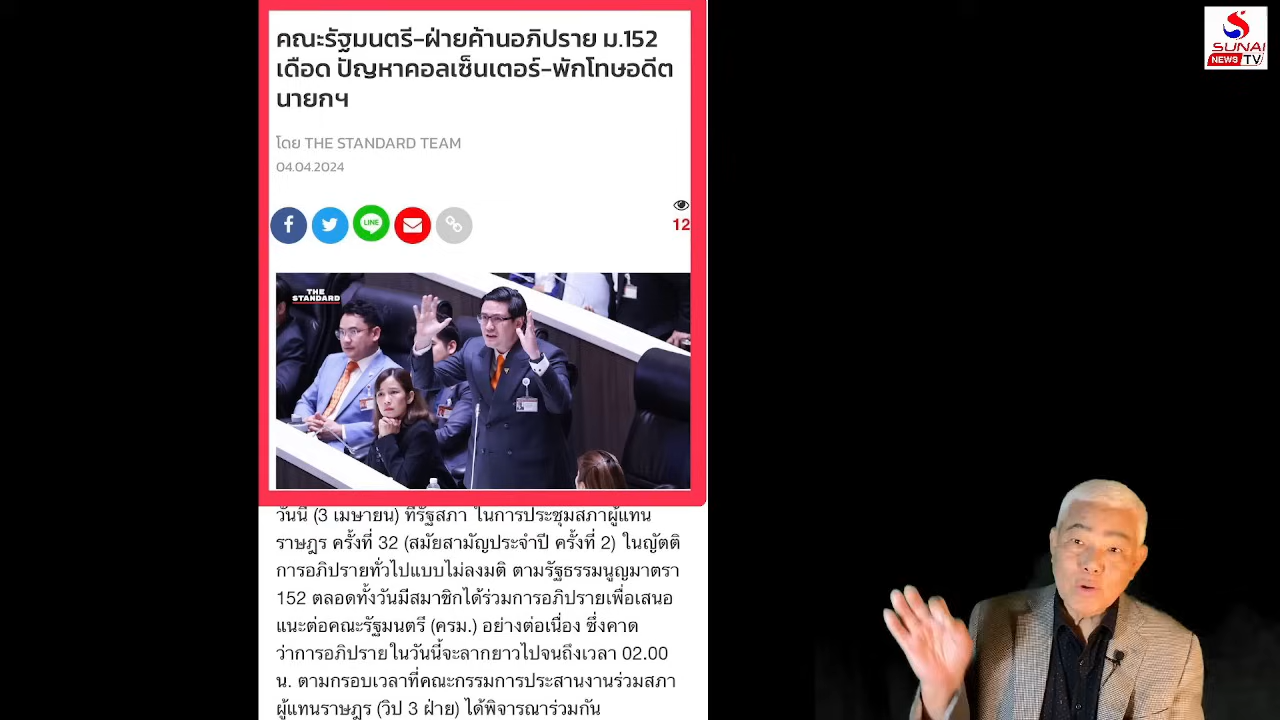 คณะรัฐมนตรี-ฝ่ายค้านอภิปราย ม.152
เดือด ปัญหาคอลเซ็นเตอร์-พักโทษอดีต
นายกฯ
โดย THE STANDARD TEAM
04.04.2024
LINE
12
THE
STANDARD
วันนี้ (3 เมษายน) ที่รัฐสภา ในการประชุมสภาผู้แทน
ราษฎร ครั้งที่ 32 (สมัยสามัญประจำปี ครั้งที่ 2) ในญัตติ
การอภิปรายทั่วไปแบบไม่ลงมติ ตามรัฐธรรมนูญมาตรา
152 ตลอดทั้งวันมีสมาชิกได้ร่วมการอภิปรายเพื่อเสนอ
แนะต่อคณะรัฐมนตรี (ครม.) อย่างต่อเนื่อง ซึ่งคาด
ว่าการอภิปรายในวันนี้จะลากยาวไปจนถึงเวลา 02.00
น. ตามกรอบเวลาที่คณะกรรมการประสานงานร่วมสภา
ผู้แทนราษฎร (วิป 3 ฝ่าย) ได้พิจารณาร่วมกัน
SUNAI
NEWS TV